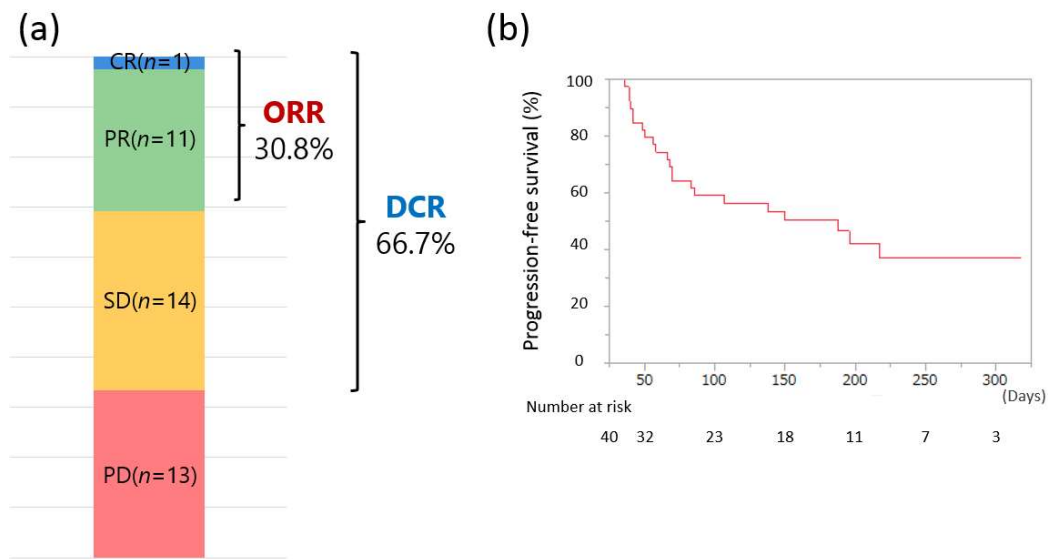 (a)
CR(n=1)
PR(n=11)
SD(n=14)
PD(n=13)
ORR
30.8%
DCR
66.7%
(b)
Progression-free survival (%)
100
80
60
40
20
0
50 100 150 200 250 300
(Days)
Number at risk
40 32 23 18 11 7 3